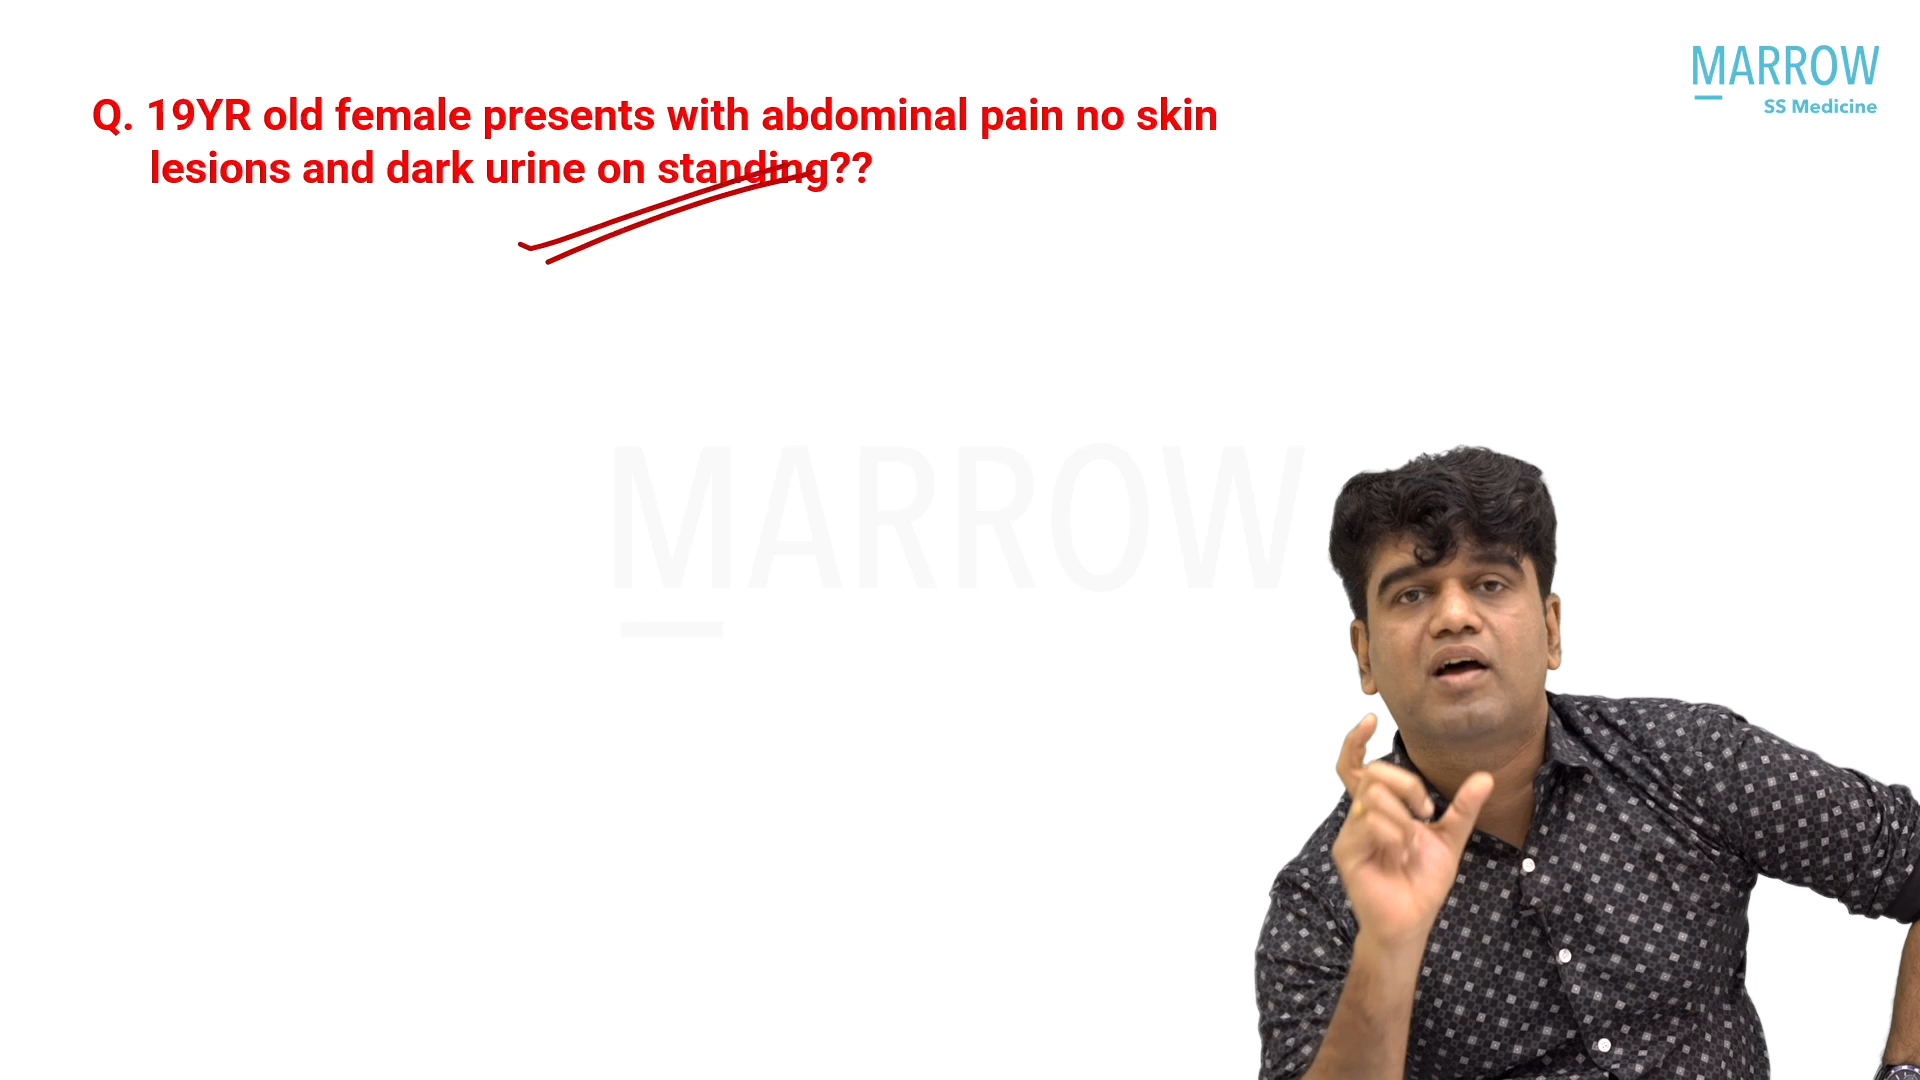 MARROW
SS Medicine
Q. 19YR old female presents with abdominal pain no skin
lesions and dark urine on standing??
MARROW